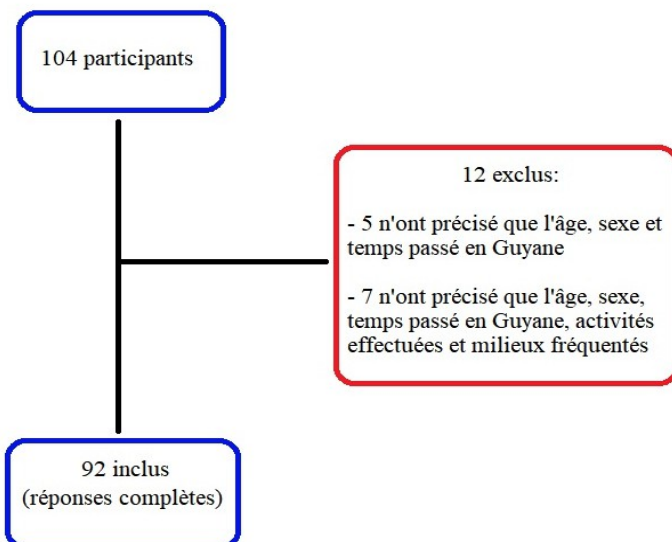 104 participants
12 exclus:
- 5 n'ont précisé que l'âge, sexe et
temps passé en Guyane
- 7 n'ont précisé que l'âge, sexe,
temps passé en Guyane, activités
effectuées et milieux fréquentés
92 inclus
(réponses complètes)